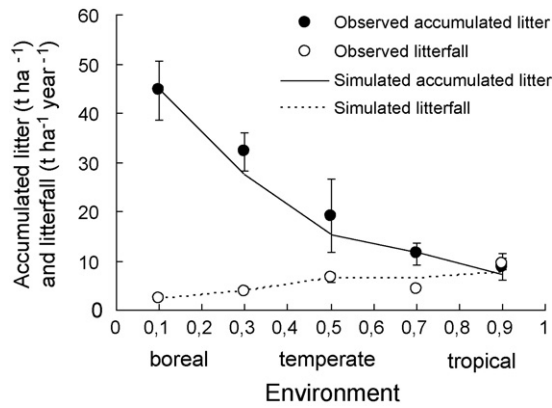 60
50
40
30
20
10
0
Accumulated litter (t ha⁻¹)
and litterfall (t ha⁻¹ year⁻¹)
Observed accumulated litter
Observed litterfall
Simulated accumulated litter
Simulated litterfall
0 0,1 0,2 0,3 0,4 0,5 0,6 0,7 0,8 0,9 1
boreal temperate tropical
Environment